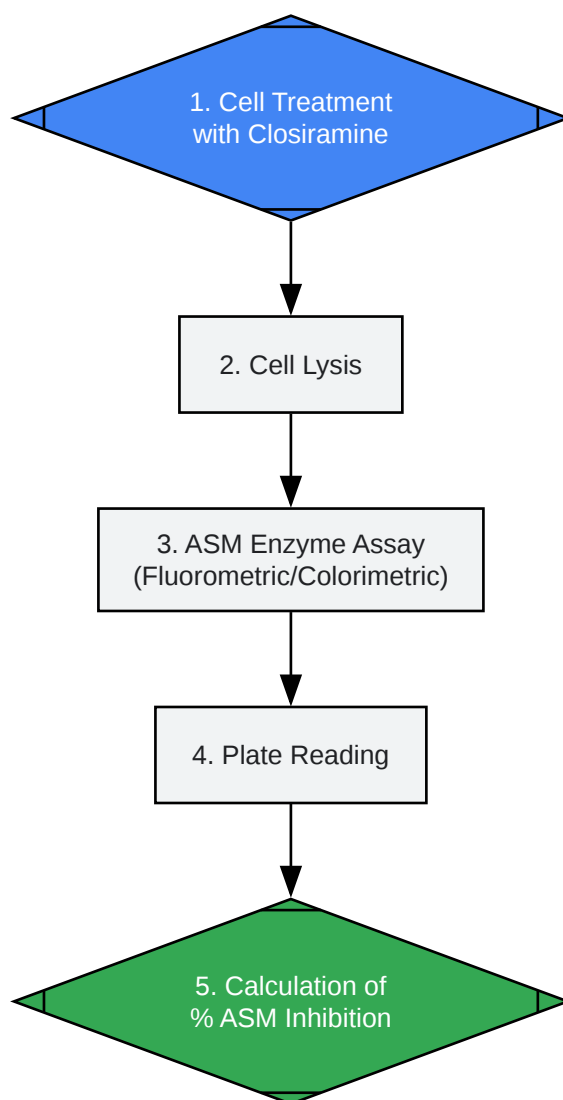 1. Cell Treatment
with Closiramine
2. Cell Lysis
3. ASM Enzyme Assay
(Fluorometric/Colorimetric)
4. Plate Reading
5. Calculation of
% ASM Inhibition